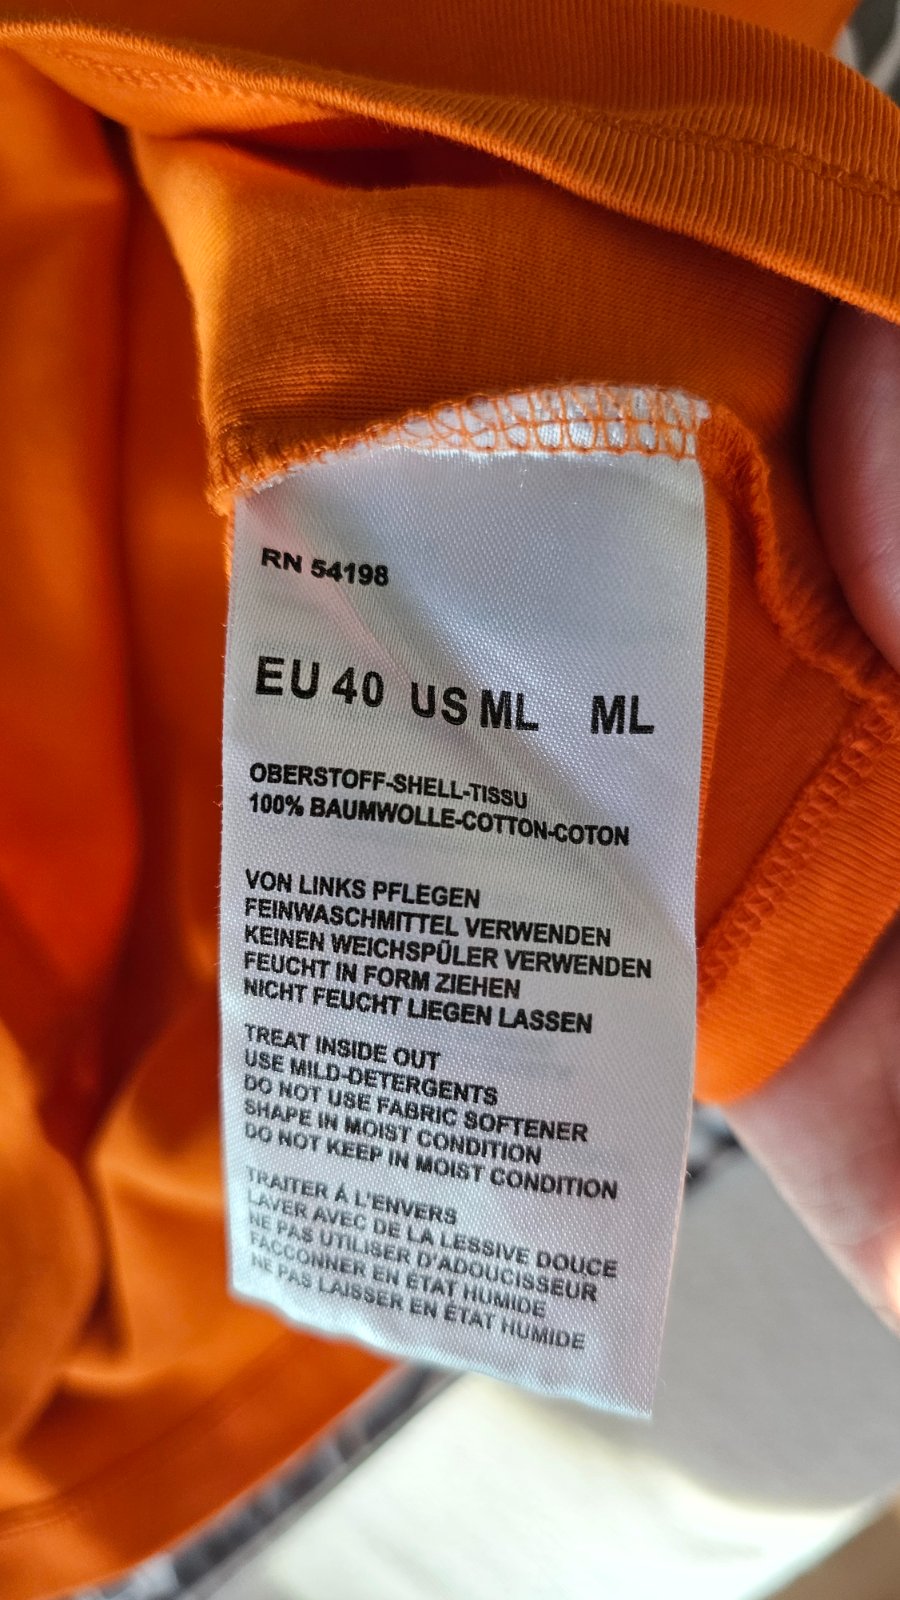 RN 54198
EU 40 US ML ML
OBERSTOFF-SHELL-TISSU
100% BAUMWOLLE-COTTON-COTON
VON LINKS PFLEGEN
FEINWASCHMITTEL VERWENDEN
KEINEN WEICHSPÜLER VERWENDEN
FEUCHT IN FORM ZIEHEN
NICHT FEUCHT LIEGEN LASSEN
TREAT INSIDE OUT
USE MILD-DETERGENTS
DO NOT USE FABRIC SOFTENER
SHAPE IN MOIST CONDITION
DO NOT KEEP IN MOIST CONDITION
TRAITER À L'ENVERS
LAVER AVEC DE LA LESSIVE DOUCE
NE PAS UTILISER D'ADOUCISSEUR
FACCONNER EN ÉTAT HUMIDE
NE PAS LAISSER EN ÉTAT HUMIDE